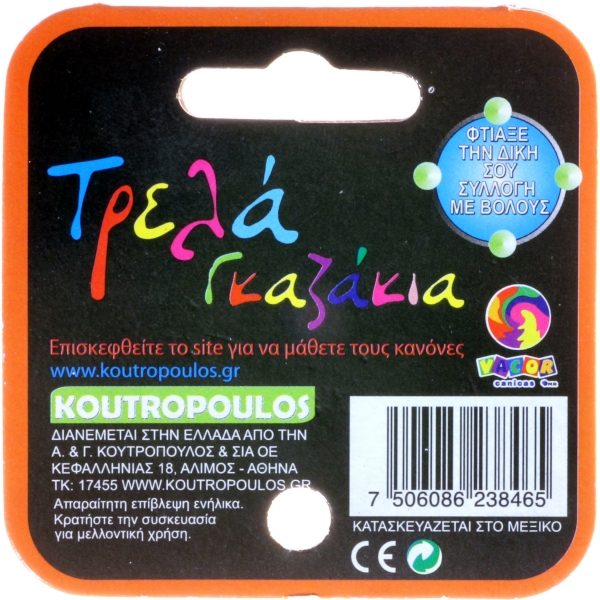 ΦΤΙΑΞΕ
ΤΗΝ ΔΙΚΗ
ΣΟΥ
ΣΥΛΛΟΓΗ
ΜΕ ΒΟΛΟΥΣ
Τρελά
γκαζάκια
Επισκεφθείτε το site για να μάθετε τους κανόνες
www.koutropoulos.gr
VACOR
canicas
KOUTROPOULOS
ΔΙΑΝΕΜΕΤΑΙ ΣΤΗΝ ΕΛΛΑΔΑ ΑΠΟ ΤΗΝ
Α. & Γ. ΚΟΥΤΡΟΠΟΥΛΟΣ & ΣΙΑ ΟΕ
ΚΕΦΑΛΛΗΝΙΑΣ 18, ΑΛΙΜΟΣ - ΑΘΗΝΑ
ΤΚ: 17455 WWW.KOUTROPOULOS.GR
Απαραίτητη επίβλεψη ενήλικα.
Κρατήστε την συσκευασία
για μελλοντική χρήση.
7 506086 238465
ΚΑΤΑΣΚΕΥΑΖΕΤΑΙ ΣΤΟ ΜΕΞΙΚΟ
CE